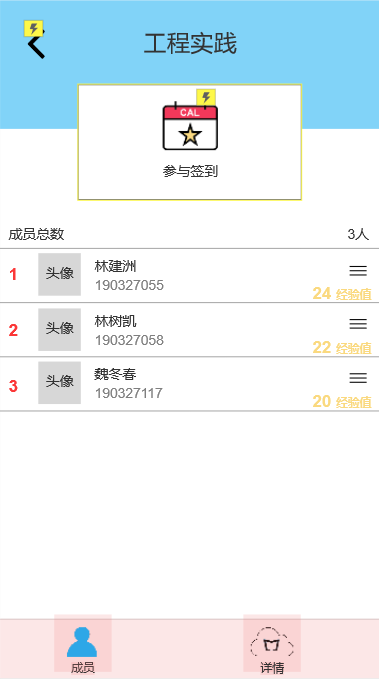 工程实践
CAL
参与签到
成员总数 3人
1 头像 林建洲
190327055
24 经验值
2 头像 林树凯
190327058
22 经验值
3 头像 魏冬春
190327117
20 经验值
成员 详情